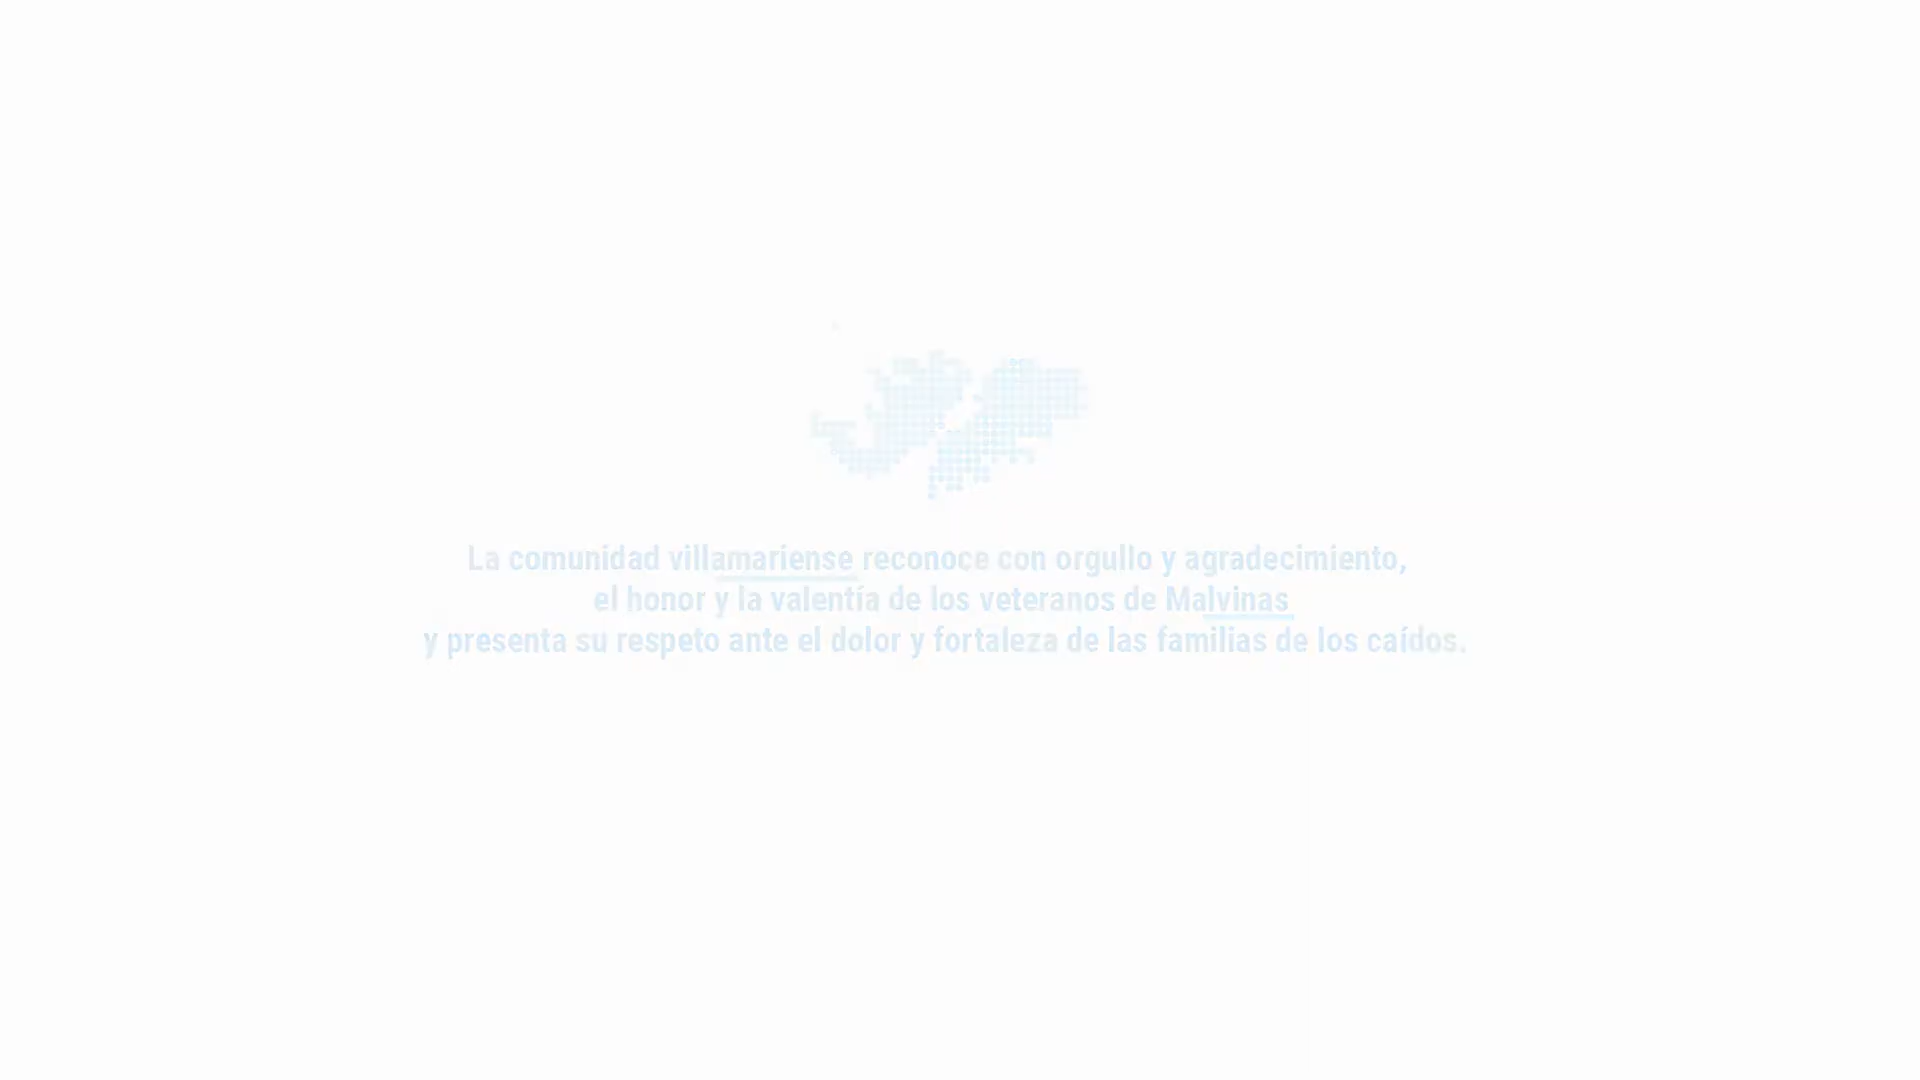 La comunidad villamariense reconoce con orgullo y agradecimiento,
el honor y la valentía de los veteranos de Malvinas
y presenta su respeto ante el dolor y fortaleza de las familias de los caídos.